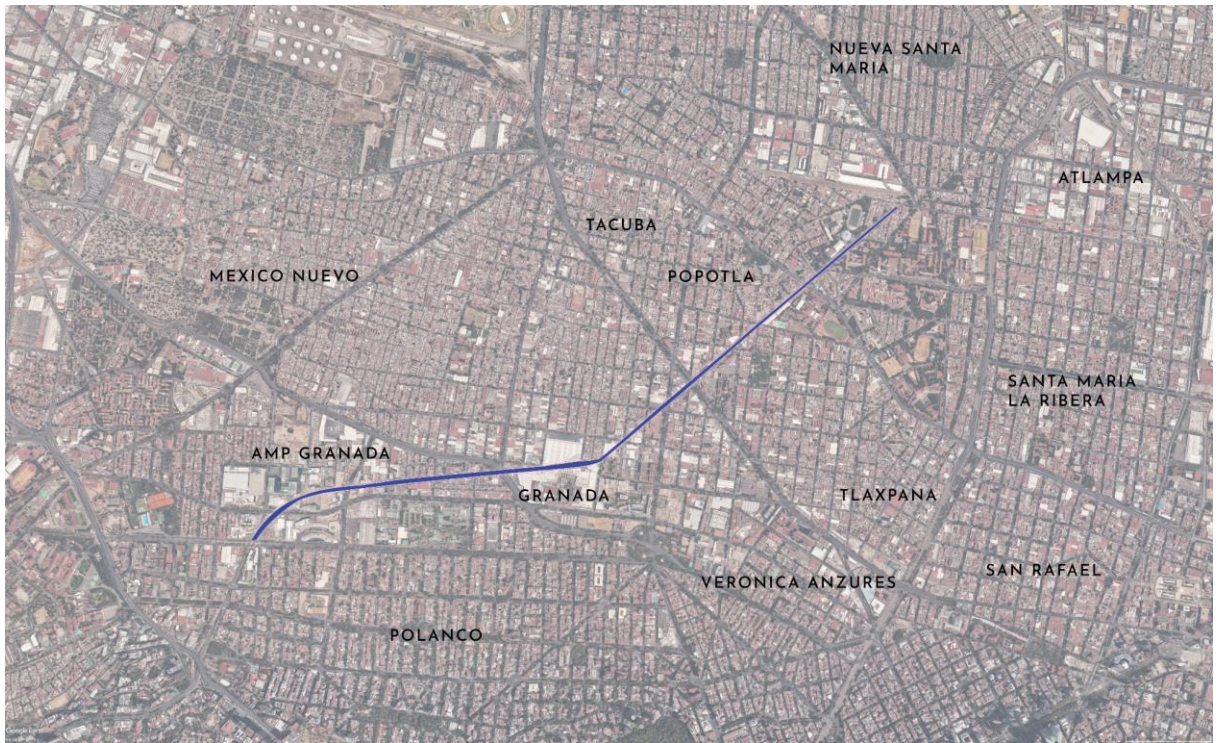 NUEVA SANTA
MARIA
ATLAMPA
TACUBA
POPOTLA
MEXICO NUEVO
SANTA MARIA
LA RIBERA
AMP GRANADA
GRANADA
TLAXPANA
SAN RAFAEL
VERONICA ANZURES
POLANCO